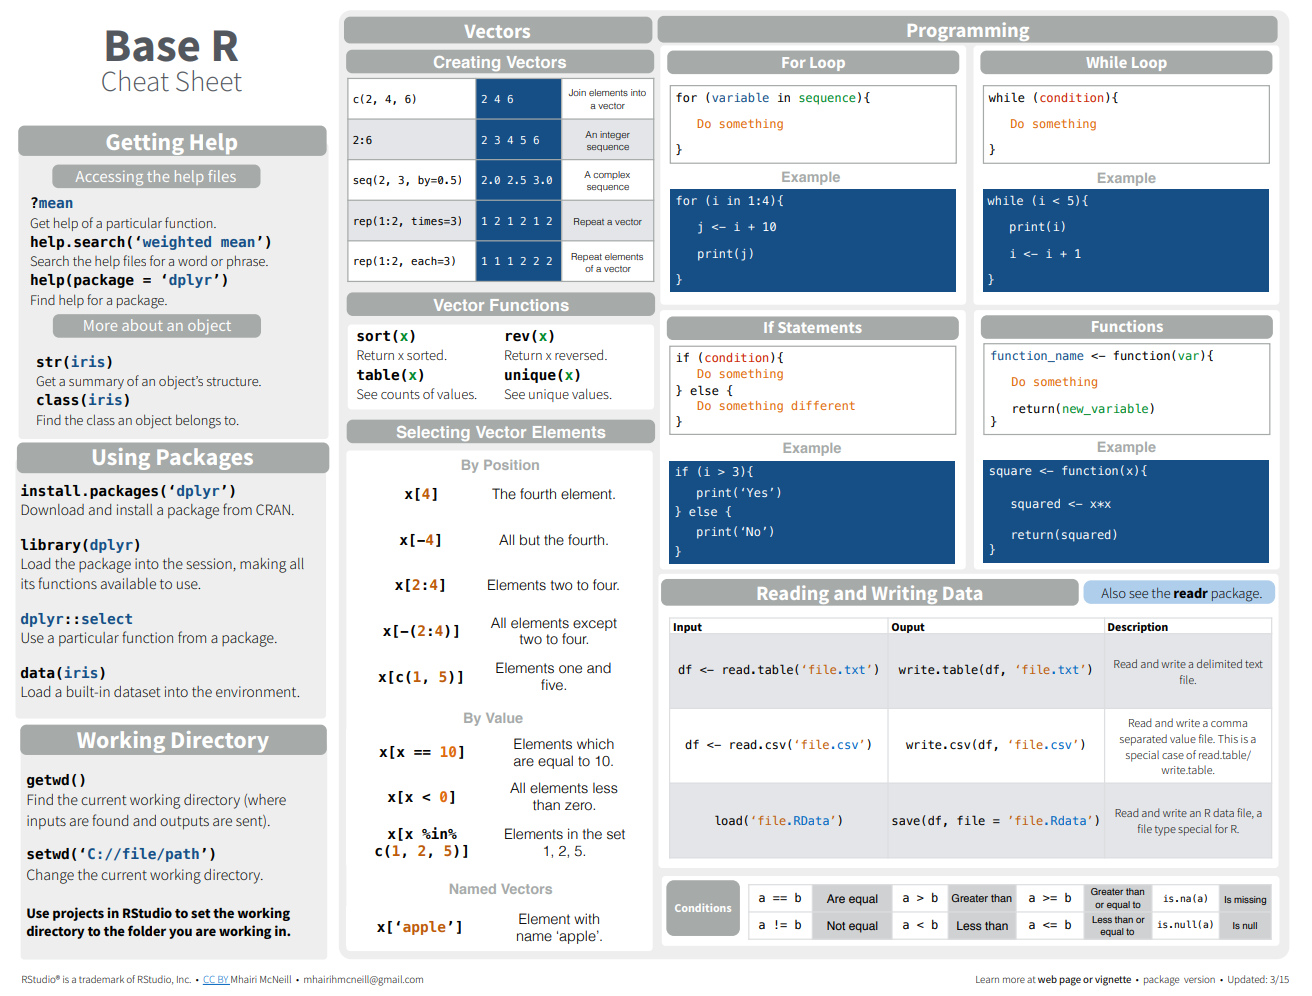 Base R
Cheat Sheet
Getting Help
Accessing the help files
?mean
Get help of a particular function.
help.search(‘weighted mean’)
Search the help files for a word or phrase.
help(package = ‘dplyr’)
Find help for a package.
More about an object
str(iris)
Get a summary of an object’s structure.
class(iris)
Find the class an object belongs to.
Using Packages
install.packages(‘dplyr’)
Download and install a package from CRAN.
library(dplyr)
Load the package into the session, making all
its functions available to use.
dplyr::select
Use a particular function from a package.
data(iris)
Load a built-in dataset into the environment.
Working Directory
getwd()
Find the current working directory (where
inputs are found and outputs are sent).
setwd(‘C://file/path’)
Change the current working directory.
Use projects in RStudio to set the working
directory to the folder you are working in.
Vectors
Creating Vectors
c(2, 4, 6) 2 4 6 Join elements into
a vector
2:6 2 3 4 5 6 An integer
sequence
seq(2, 3, by=0.5) 2.0 2.5 3.0 A complex
sequence
rep(1:2, times=3) 1 2 1 2 1 2 Repeat a vector
rep(1:2, each=3) 1 1 1 2 2 2 Repeat elements
of a vector
Vector Functions
sort(x) rev(x)
Return x sorted. Return x reversed.
table(x) unique(x)
See counts of values. See unique values.
Selecting Vector Elements
By Position
x[4] The fourth element.
x[-4] All but the fourth.
x[2:4] Elements two to four.
x[-(2:4)] All elements except
two to four.
x[c(1, 5)] Elements one and
five.
By Value
x[x == 10] Elements which
are equal to 10.
x[x < 0] All elements less
than zero.
x[x %in% Elements in the set
c(1, 2, 5)] 1, 2, 5.
Named Vectors
x[‘apple’] Element with
name ‘apple’.
Programming
For Loop
for (variable in sequence){
Do something
}
Example
for (i in 1:4){
j <- i + 10
print(j)
}
While Loop
while (condition){
Do something
}
Example
while (i < 5){
print(i)
i <- i + 1
}
If Statements
if (condition){
Do something
} else {
Do something different
}
Example
if (i > 3){
print(‘Yes’)
} else {
print(‘No’)
}
Functions
function_name <- function(var){
Do something
return(new_variable)
}
Example
square <- function(x){
squared <- x*x
return(squared)
}
Reading and Writing Data
Also see the readr package.
Input Ouput Description
df <- read.table(‘file.txt’) write.table(df, ‘file.txt’) Read and write a delimited text
file.
df <- read.csv(‘file.csv’) write.csv(df, ‘file.csv’) Read and write a comma
separated value file. This is a
special case of read.table/
write.table.
load(‘file.RData’) save(df, file = ’file.Rdata’) Read and write an R data file, a
file type special for R.
Conditions
a == b Are equal a > b Greater than a >= b Greater than
or equal to is.na(a) Is missing
a != b Not equal a < b Less than a <= b Less than or
equal to is.null(a) Is null
RStudio® is a trademark of RStudio, Inc. • CC BY Mhairi McNeill • mhairihmcneill@gmail.com
Learn more at web page or vignette • package version • Updated: 3/15